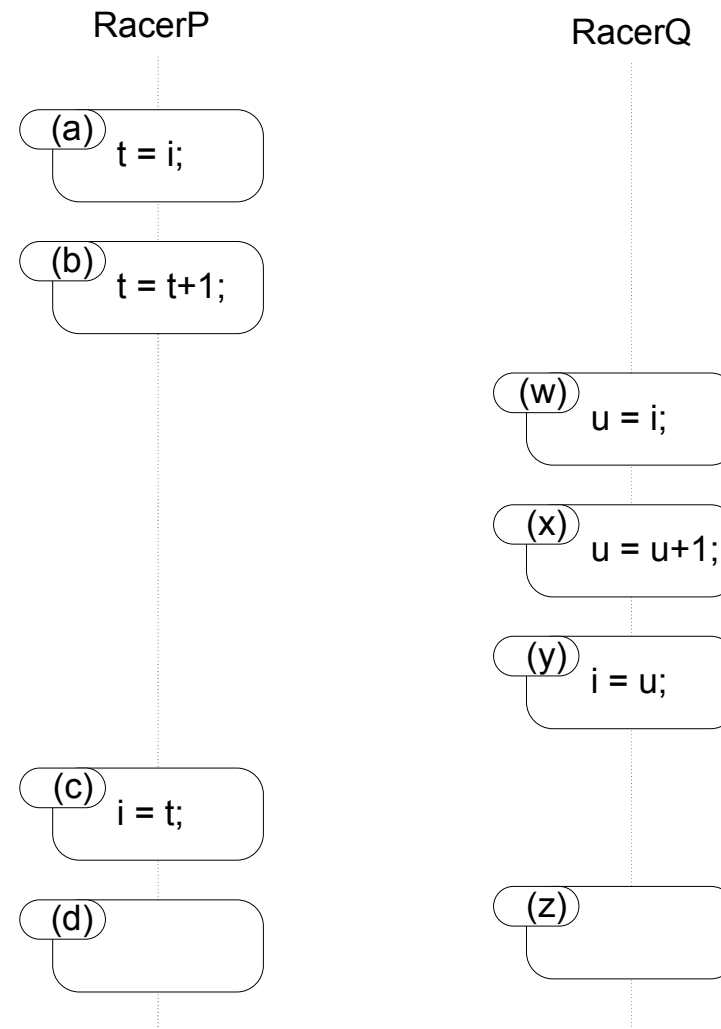 RacerP
RacerQ
(a)
t = i;
(b)
t = t+1;
(w)
u = i;
(x)
u = u+1;
(y)
i = u;
(c)
i = t;
(d)
(z)